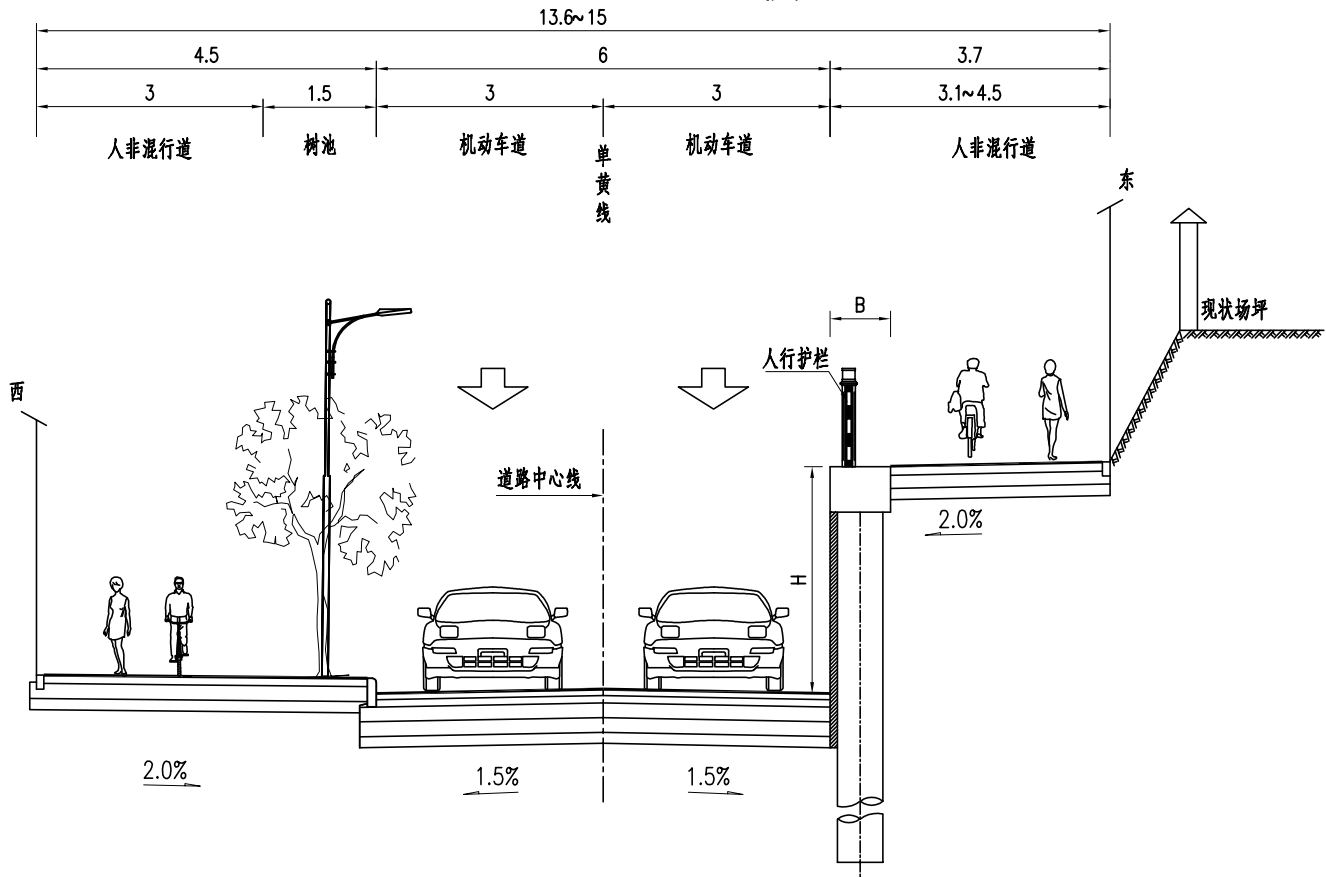 13.6~15
4.5
6
3.7
3
1.5
3
3
3.1~4.5
人非混行道
树池
机动车道
单黄线
机动车道
人非混行道
东
B
现状场坪
人行护栏
西
道路中心线
2.0%
H
2.0%
1.5%
1.5%